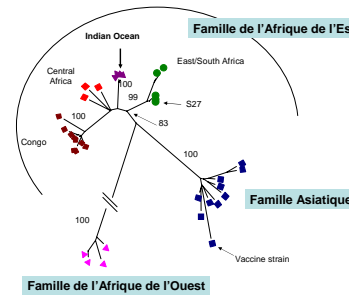 Famille de l'Afrique de l'Es
Indian Ocean
East/South Africa
Central
Africa
100
99
S27
100
83
Congo
100
Famille Asiatique
100
Vaccine strain
Famille de l'Afrique de l'Ouest